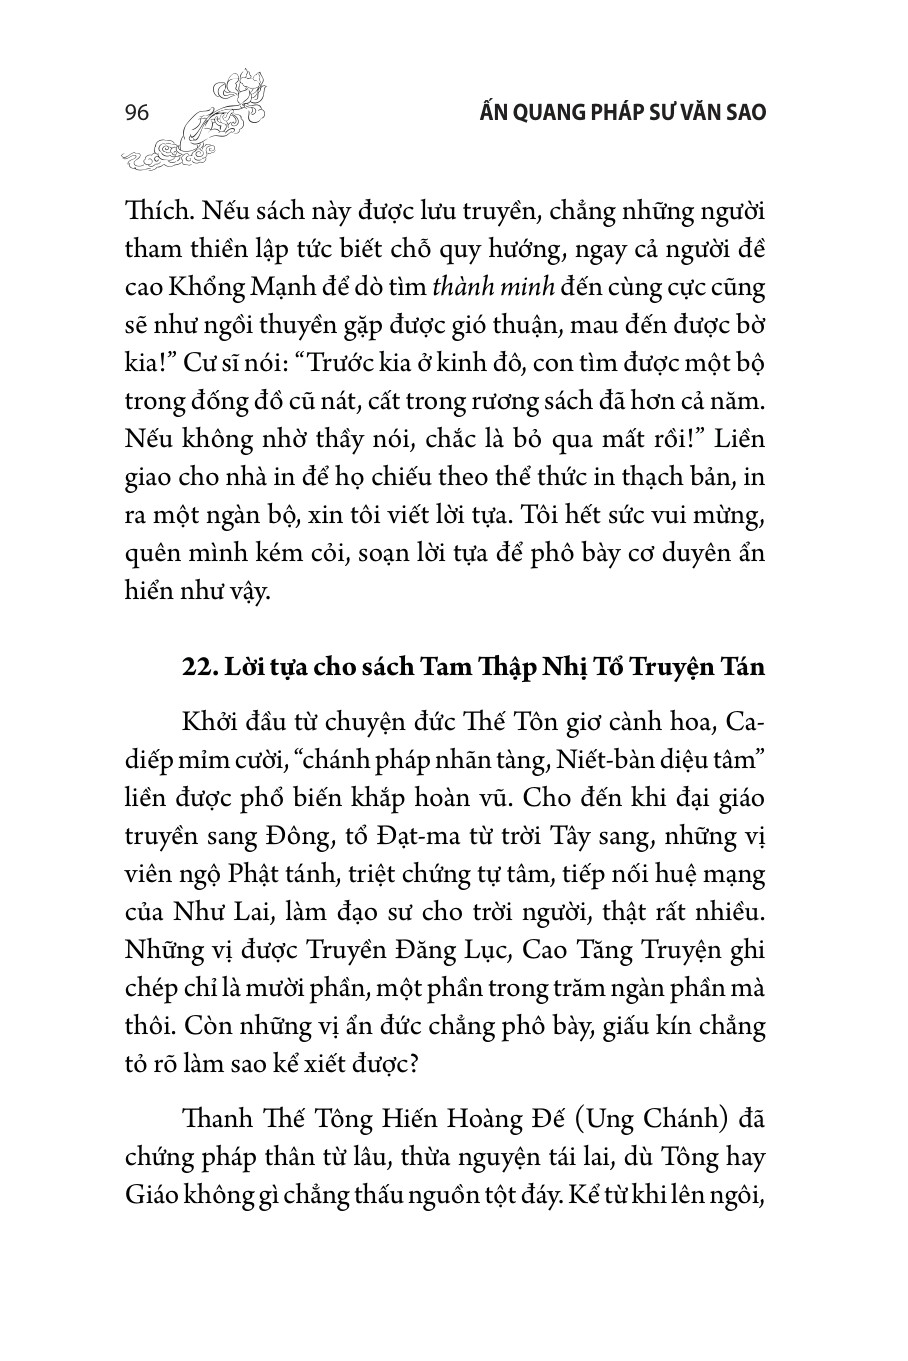 96
ẤN QUANG PHÁP SƯ VĂN SAO
Thích. Nếu sách này được lưu truyền, chẳng những người
tham thiền lập tức biết chỗ quy hướng, ngay cả người đề
cao Khổng Mạnh để dò tìm thành minh đến cùng cực cũng
sẽ như ngồi thuyền gặp được gió thuận, mau đến được bờ
kia!” Cư sĩ nói: “Trước kia ở kinh đô, con tìm được một bộ
trong đống đồ cũ nát, cất trong rương sách đã hơn cả năm.
Nếu không nhờ thầy nói, chắc là bỏ qua mất rồi!” Liền
giao cho nhà in để họ chiếu theo thể thức in thạch bản, in
ra một ngàn bộ, xin tôi viết lời tựa. Tôi hết sức vui mừng,
quên mình kém cỏi, soạn lời tựa để phô bày cơ duyên ẩn
hiển như vậy.
22. Lời tựa cho sách Tam Thập Nhị Tổ Truyện Tán
Khởi đầu từ chuyện đức Thế Tôn giơ cành hoa, Ca-
diếp mỉm cười, “chánh pháp nhãn tàng, Niết-bàn diệu tâm”
liền được phổ biến khắp hoàn vũ. Cho đến khi đại giáo
truyền sang Đông, tổ Đạt-ma từ trời Tây sang, những vị
viên ngộ Phật tánh, triệt chứng tự tâm, tiếp nối huệ mạng
của Như Lai, làm đạo sư cho trời người, thật rất nhiều.
Những vị được Truyền Đăng Lục, Cao Tăng Truyện ghi
chép chỉ là mười phần, một phần trong trăm ngàn phần mà
thôi. Còn những vị ẩn đức chẳng phô bày, giấu kín chẳng
tỏ rõ làm sao kể xiết được?
Thanh Thế Tông Hiến Hoàng Đế (Ung Chánh) đã
chứng pháp thân từ lâu, thừa nguyện tái lai, dù Tông hay
Giáo không gì chẳng thấu nguồn tột đáy. Kể từ khi lên ngôi,